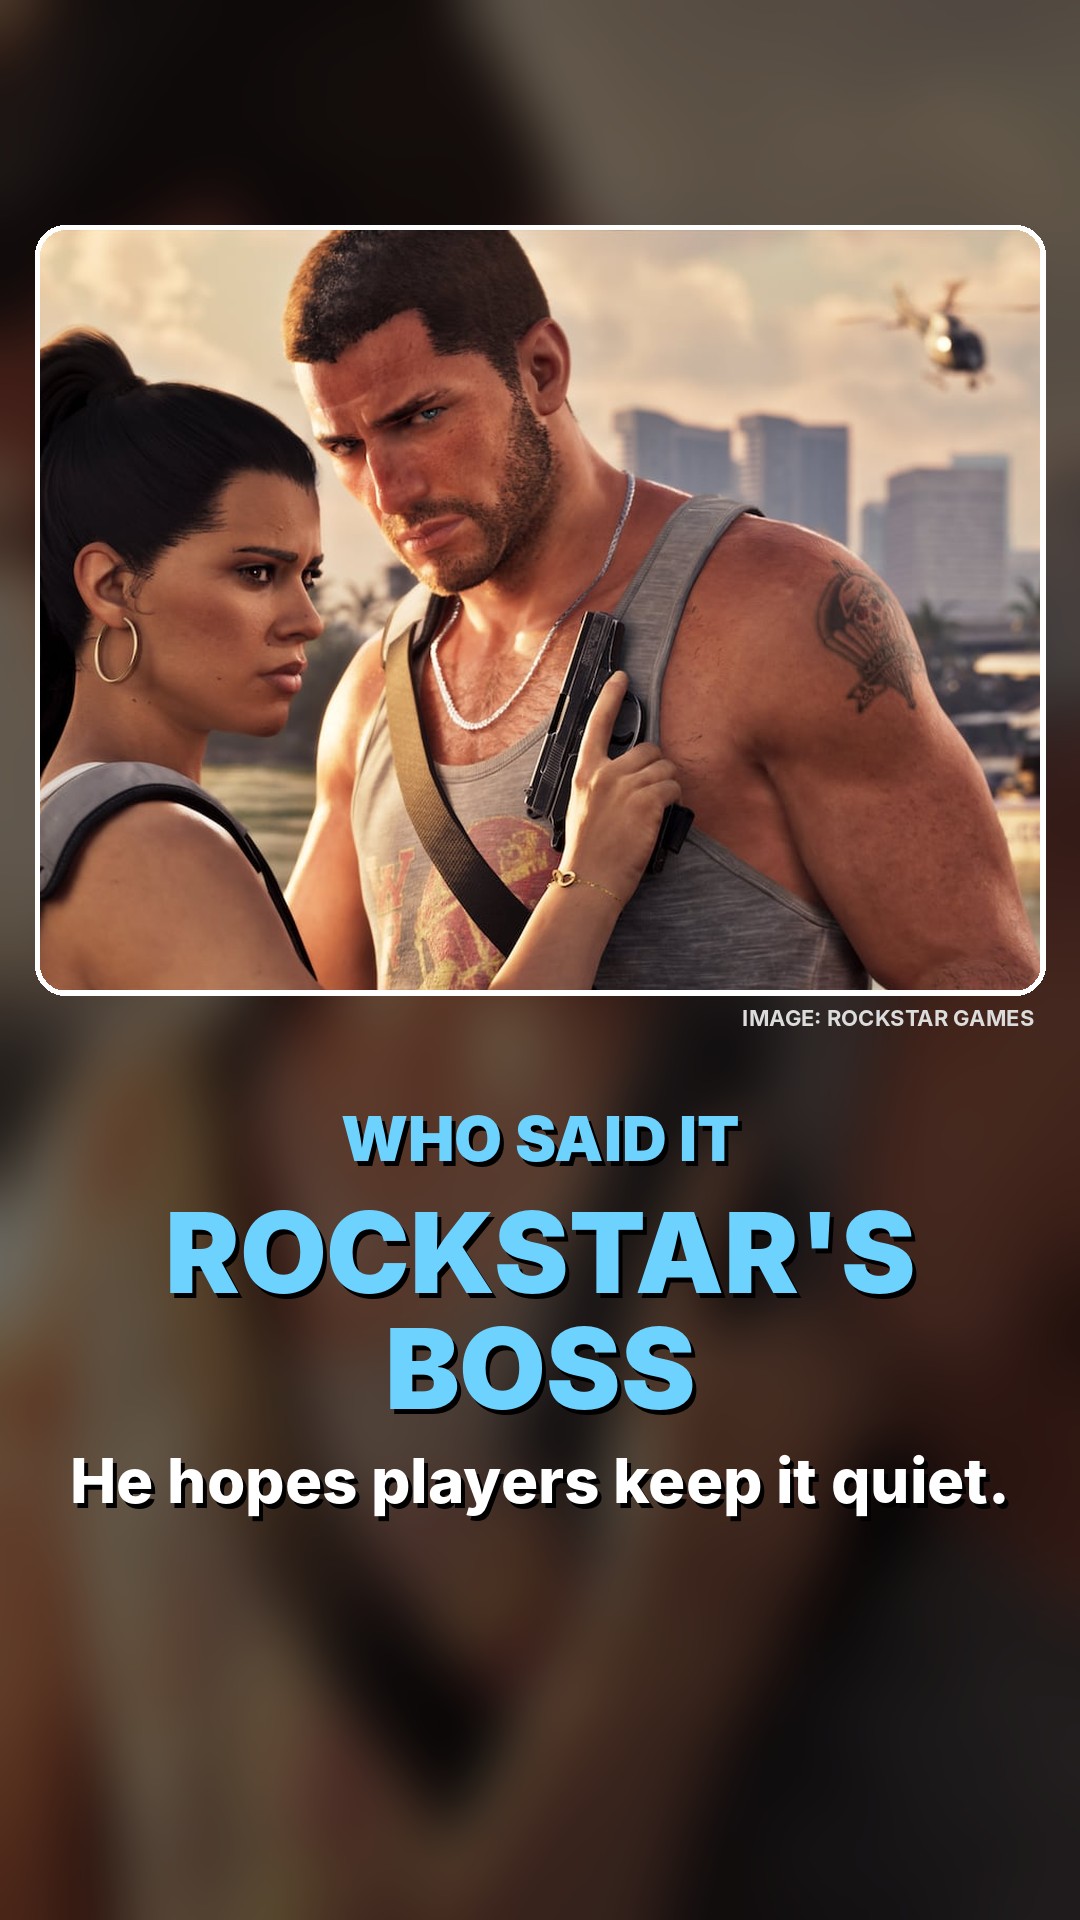 IMAGE: ROCKSTAR GAMES
WHO SAID IT
ROCKSTAR'S
BOSS
He hopes players keep it quiet.